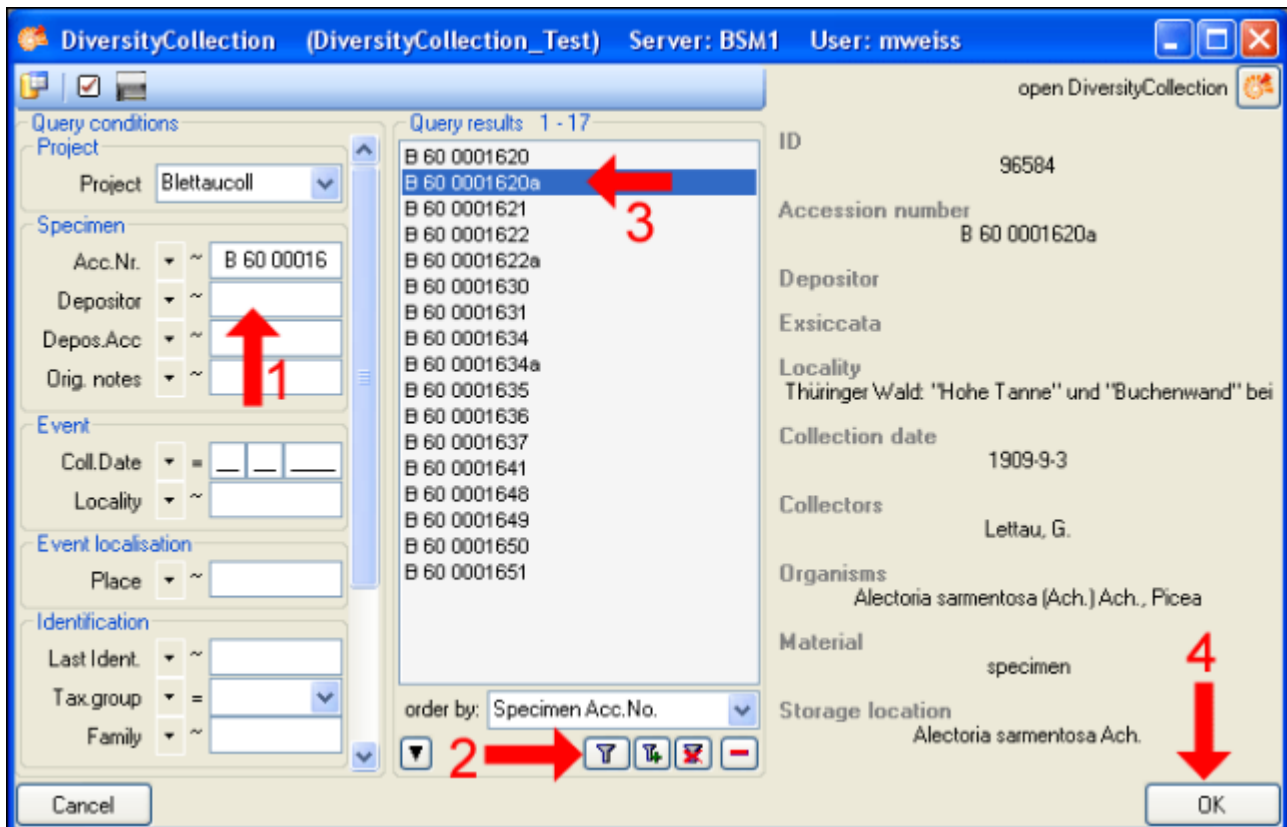 DiversityCollection (DiversityCollection_Test) Server: BSM1 User: mweiss
open DiversityCollection
Query conditions
Project
Project Blettaucoll
Specimen
Acc.Nr. ~ B 60 00016
Depositor ~
Depos.Acc ~
Orig. notes ~
1
Event
Coll.Date = __ __ ____
Locality ~
Event localisation
Place ~
Identification
Last Ident. ~
Tax.group =
Family ~
Cancel
Query results 1 - 17
B 60 0001620
B 60 0001620a
3
B 60 0001621
B 60 0001622
B 60 0001622a
B 60 0001630
B 60 0001631
B 60 0001634
B 60 0001634a
B 60 0001635
B 60 0001636
B 60 0001637
B 60 0001641
B 60 0001648
B 60 0001649
B 60 0001650
B 60 0001651
order by: Specimen Acc.No.
2
ID
96584
Accession number
B 60 0001620a
Depositor
Exsiccata
Locality
Thüringer Wald: "Hohe Tanne" und "Buchenwand" bei
Collection date
1909-9-3
Collectors
Lettau, G.
Organisms
Alectoria sarmentosa (Ach.) Ach., Picea
Material
specimen
4
Storage location
Alectoria sarmentosa Ach.
OK